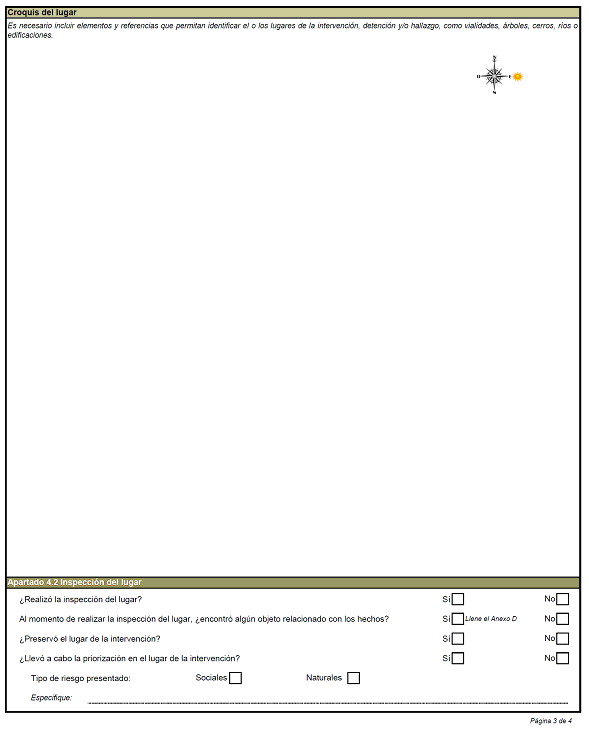 Croquis del lugar
Es necesario incluir elementos y referencias que permitan identificar el o los lugares de la intervención, detención y/o hallazgo, como vialidades, árboles, cerros, ríos o
edificaciones.
Apartado 4.2 Inspección del lugar
¿Realizó la inspección del lugar? Sí No
Al momento de realizar la inspección del lugar, ¿encontró algún objeto relacionado con los hechos? Sí Llene el Anexo D No
¿Preservó el lugar de la intervención? Sí No
¿Llevó a cabo la priorización en el lugar de la intervención? Sí No
Tipo de riesgo presentado: Sociales Naturales
Especifique:
Página 3 de 4